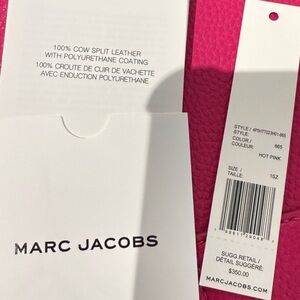 100% COW SPLIT LEATHER
WITH POLYURETHANE COATING
100% CROUTE DE CUIR DE VACHETTE
AVEC ENDUCTION POLYURETHANE
MARC JACOBS
STYLE /
STYLE:
COLOR / 665
COULEUR:
HOT PINK
SIZE / 1SZ
TAILLE:
SUGG.RETAIL /
DÉTAIL SUGGÉRÉ:
$350.00
MARCJACOBS.COM